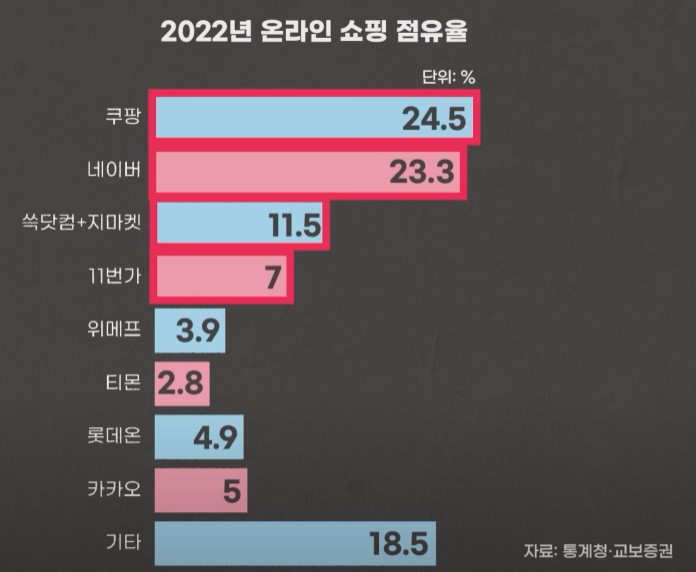 2022년 온라인 쇼핑 점유율
단위: %
쿠팡 24.5
네이버 23.3
쓱닷컴+지마켓 11.5
11번가 7
위메프 3.9
티몬 2.8
롯데온 4.9
카카오 5
기타 18.5
자료: 통계청·교보증권